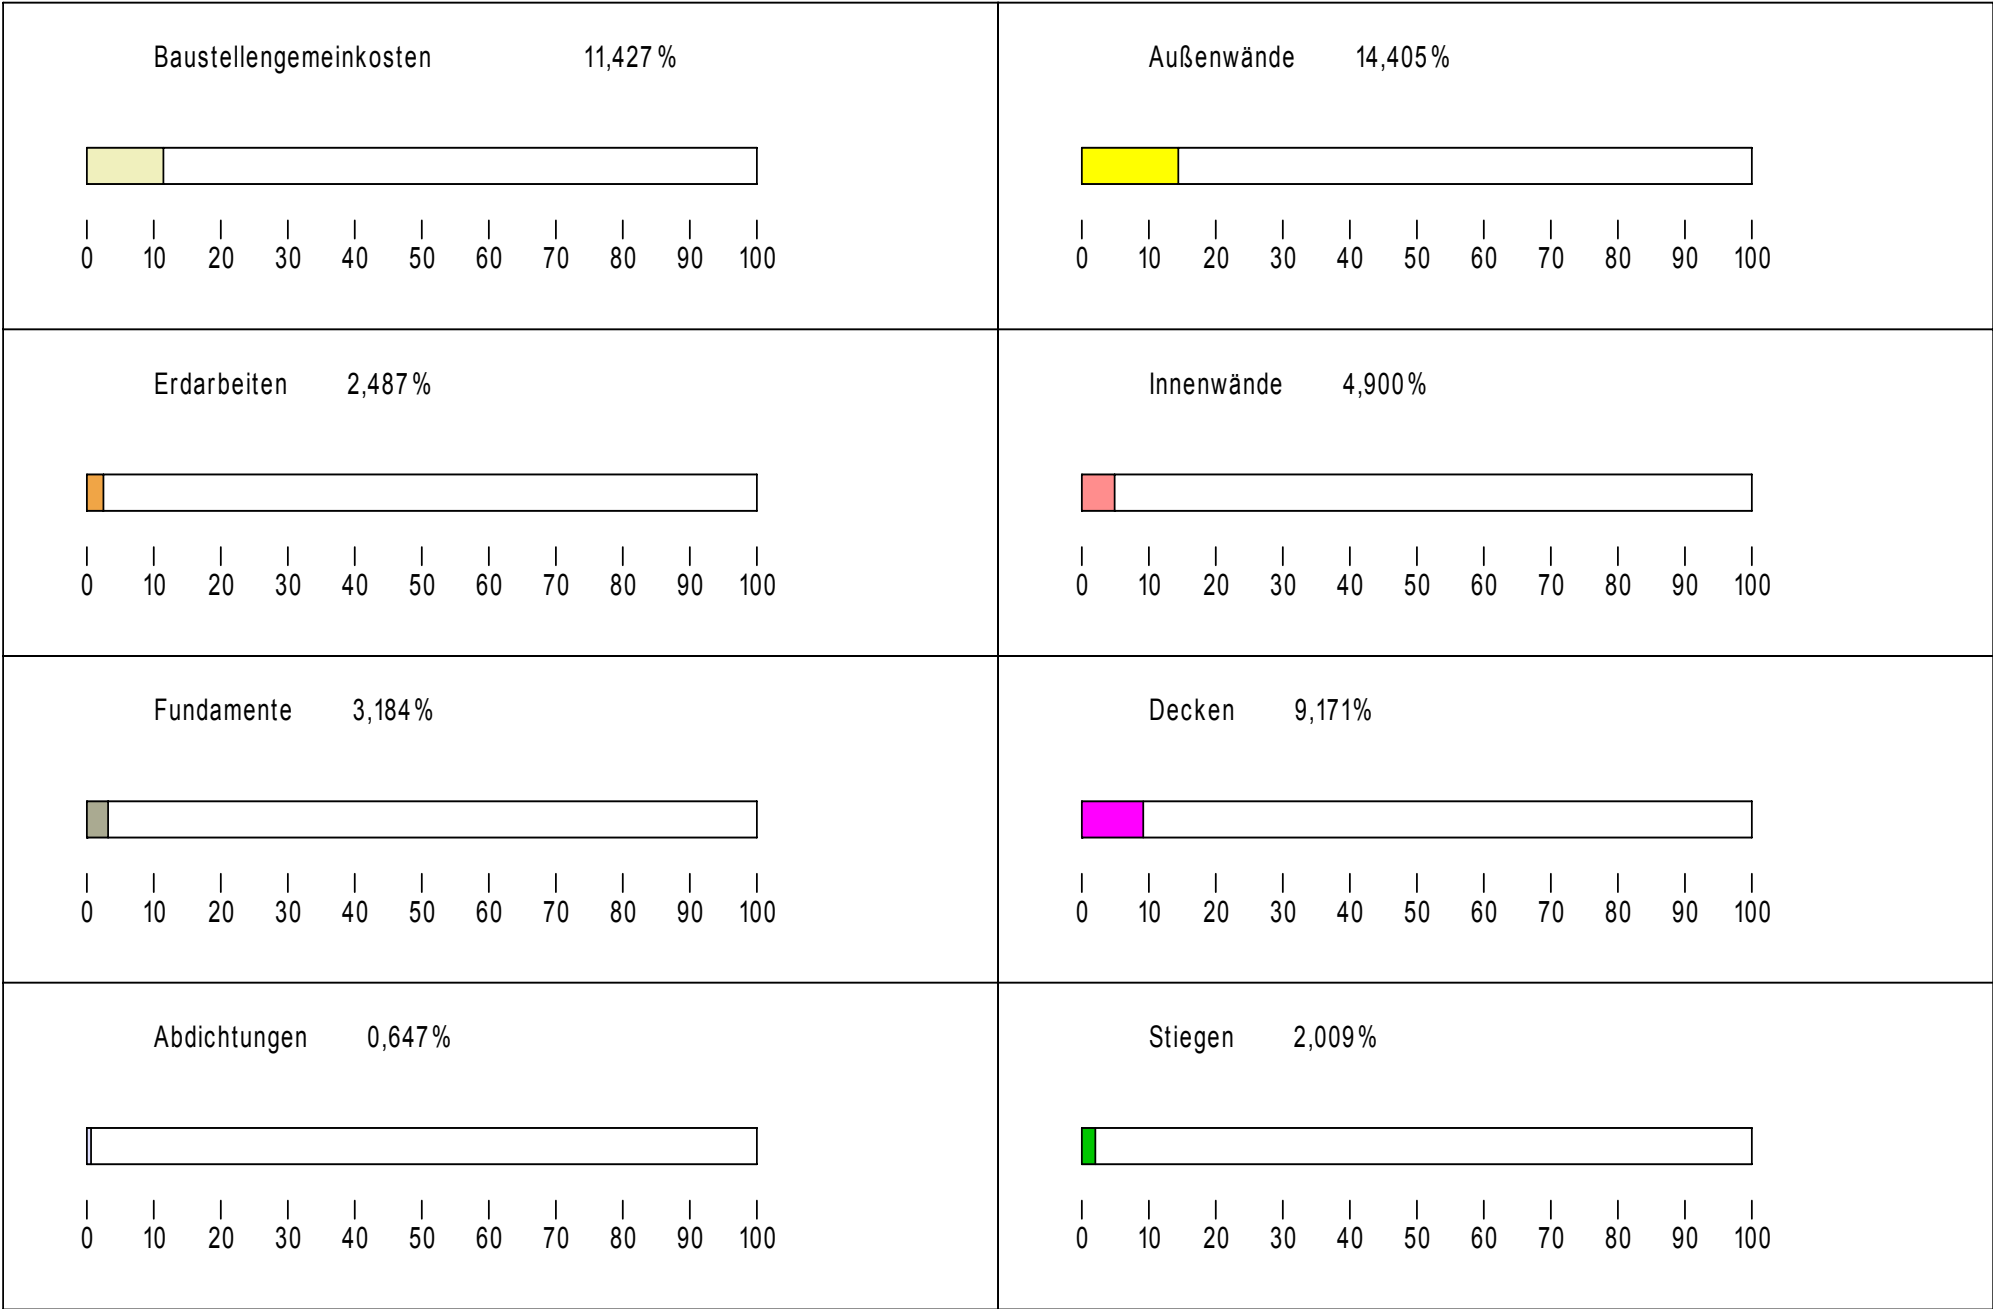 Baustellengemeinkosten 11,427%
0 10 20 30 40 50 60 70 80 90 100
Außenwände 14,405%
0 10 20 30 40 50 60 70 80 90 100
Erdarbeiten 2,487%
0 10 20 30 40 50 60 70 80 90 100
Innenwände 4,900%
0 10 20 30 40 50 60 70 80 90 100
Fundamente 3,184%
0 10 20 30 40 50 60 70 80 90 100
Decken 9,171%
0 10 20 30 40 50 60 70 80 90 100
Abdichtungen 0,647%
0 10 20 30 40 50 60 70 80 90 100
Stiegen 2,009%
0 10 20 30 40 50 60 70 80 90 100